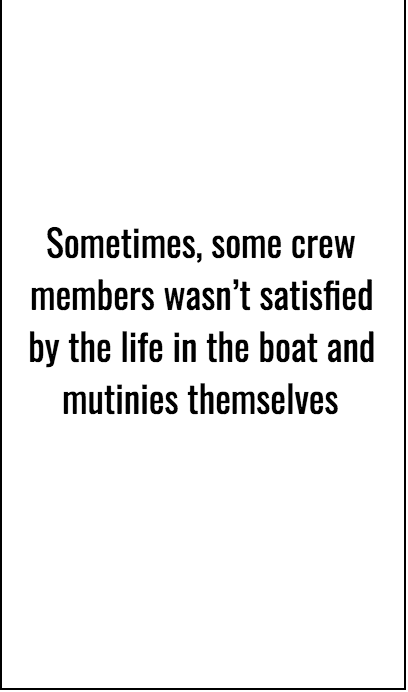 Sometimes, some crew
members wasn’t satisfied
by the life in the boat and
mutinies themselves